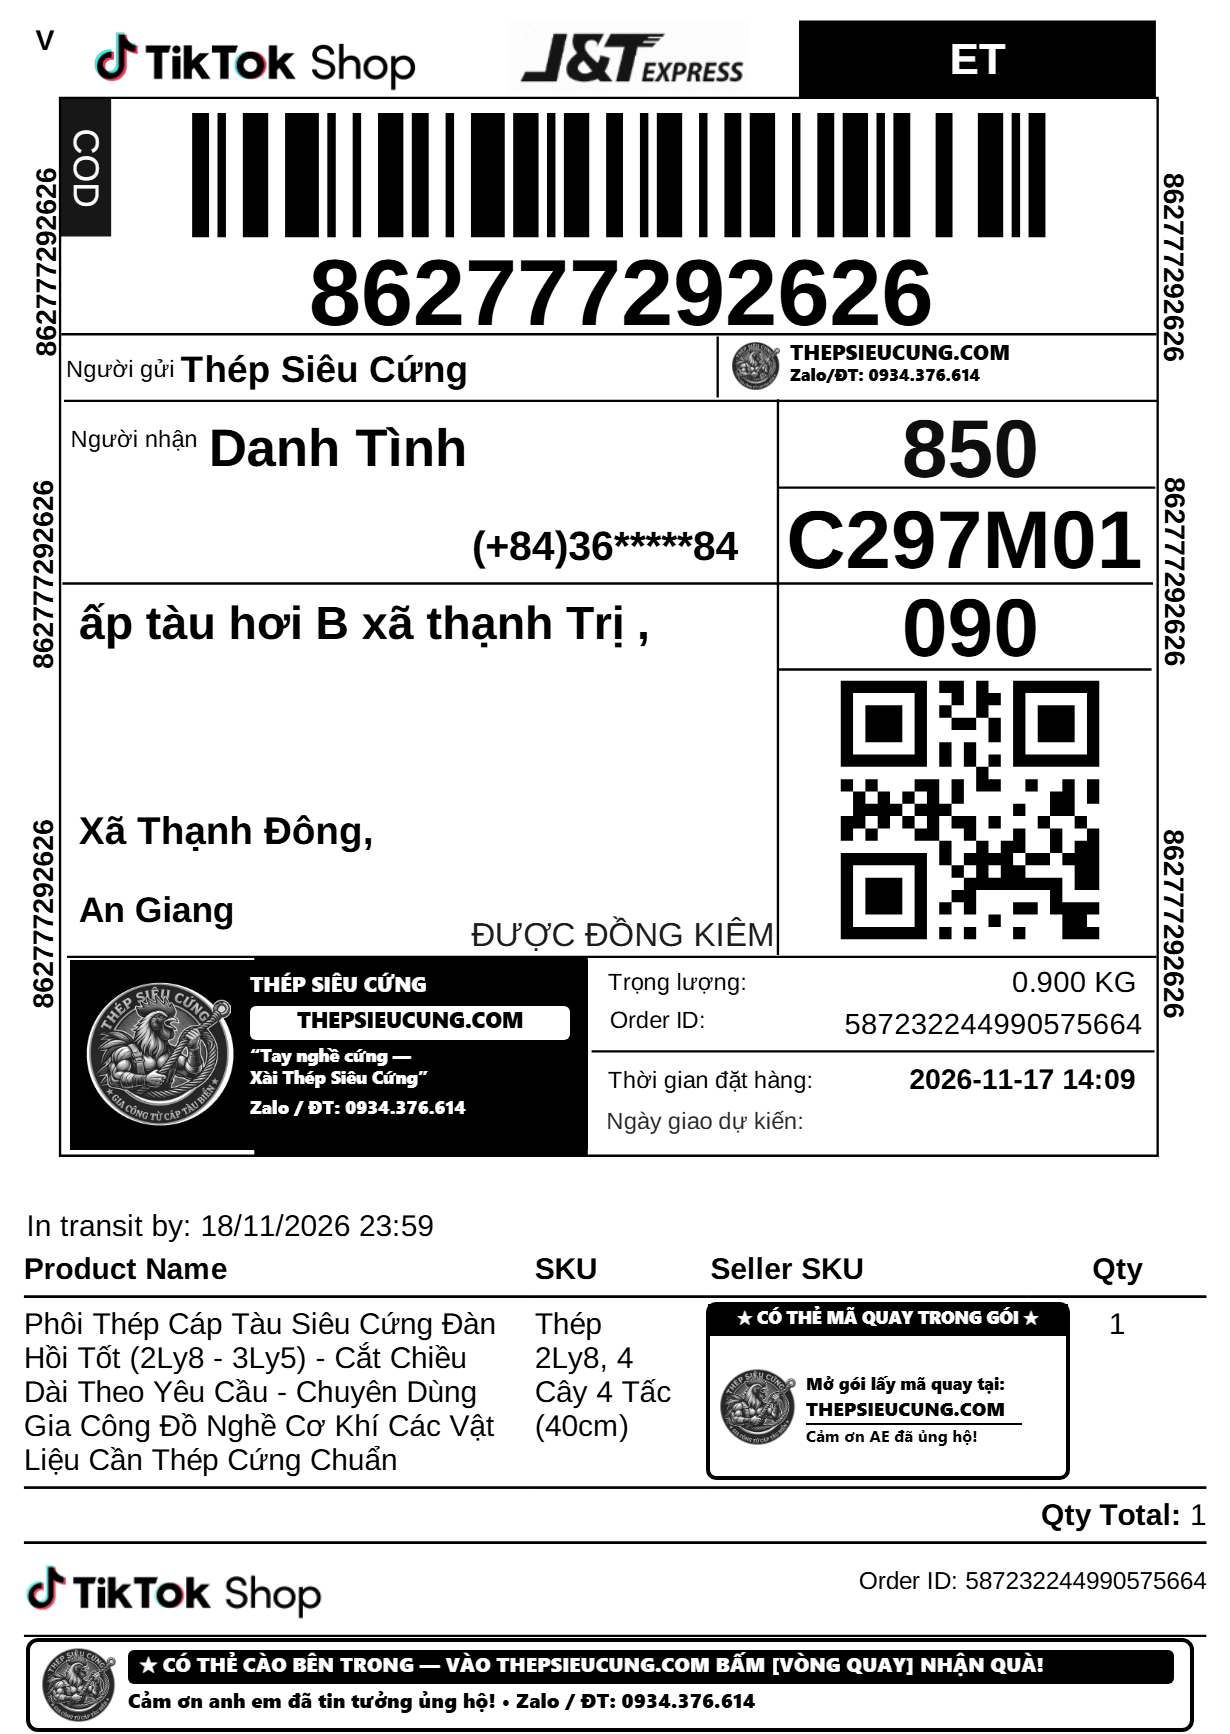 V
TikTok Shop
J&T EXPRESS
ET
COD
862777292626
862777292626
862777292626
862777292626
Người gửi Thép Siêu Cứng
THEPSIEUCUNG.COM
Zalo/ĐT: 0934.376.614
Người nhận Danh Tình
(+84)36*****84
850
C297M01
090
862777292626
862777292626
ấp tàu hơi B xã thạnh Trị ,
Xã Thạnh Đông,
An Giang
ĐƯỢC ĐỒNG KIỂM
862777292626
862777292626
THÉP SIÊU CỨNG
GIA CÔNG TỪ CÁP TÀU BIỂN
THÉP SIÊU CỨNG
THEPSIEUCUNG.COM
“Tay nghề cứng —
Xài Thép Siêu Cứng”
Zalo / ĐT: 0934.376.614
Trọng lượng: 0.900 KG
Order ID: 587232244990575664
Thời gian đặt hàng: 2026-11-17 14:09
Ngày giao dự kiến:
In transit by: 18/11/2026 23:59
Product Name SKU Seller SKU Qty
Phôi Thép Cáp Tàu Siêu Cứng Đàn
Hồi Tốt (2Ly8 - 3Ly5) - Cắt Chiều
Dài Theo Yêu Cầu - Chuyên Dùng
Gia Công Đồ Nghề Cơ Khí Các Vật
Liệu Cần Thép Cứng Chuẩn
Thép
2Ly8, 4
Cây 4 Tấc
(40cm)
★ CÓ THẺ MÃ QUAY TRONG GÓI ★
Mở gói lấy mã quay tại:
THEPSIEUCUNG.COM
Cảm ơn AE đã ủng hộ!
1
Qty Total: 1
TikTok Shop
Order ID: 587232244990575664
★ CÓ THẺ CÀO BÊN TRONG — VÀO THEPSIEUCUNG.COM BẤM [VÒNG QUAY] NHẬN QUÀ!
Cảm ơn anh em đã tin tưởng ủng hộ! • Zalo / ĐT: 0934.376.614